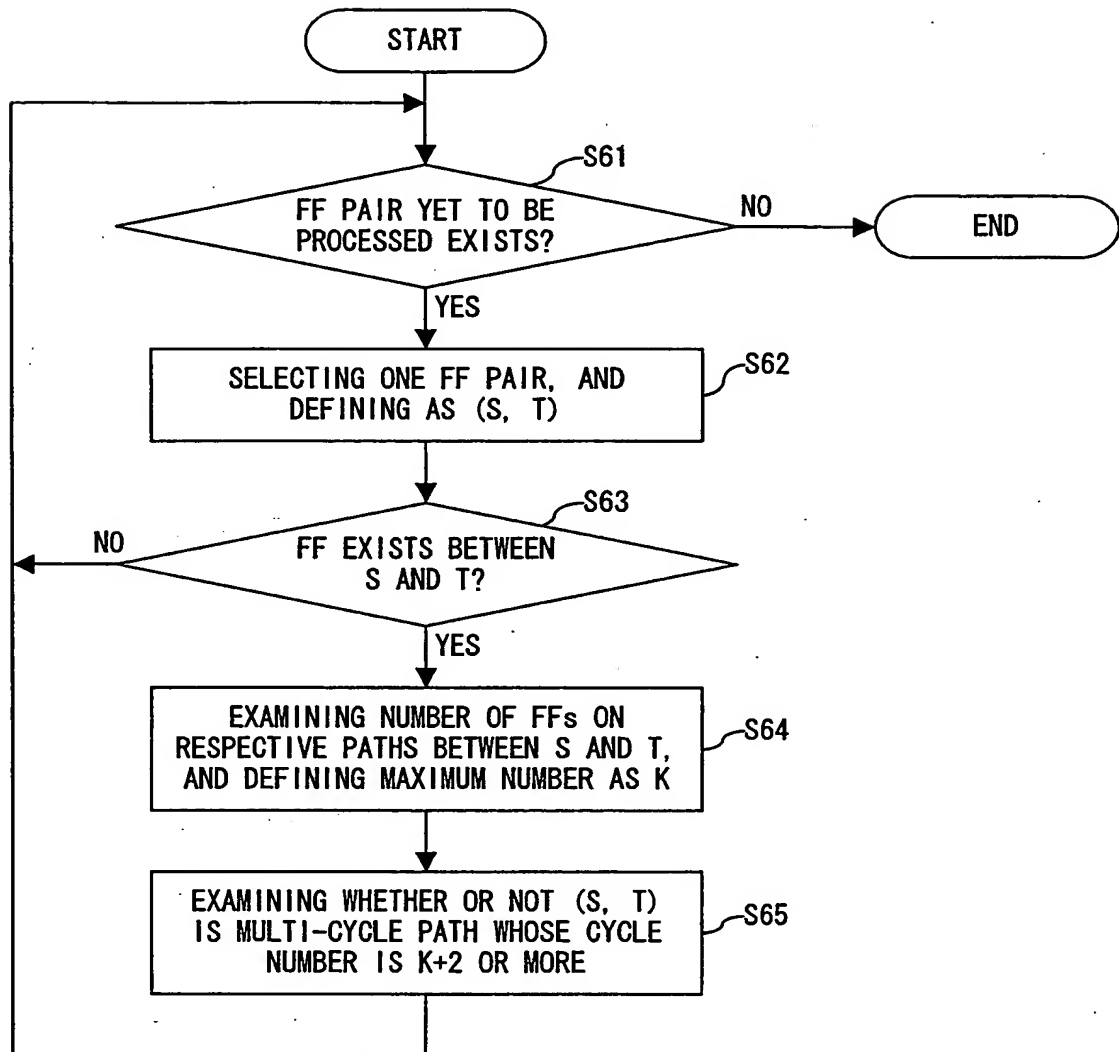 START
S61
FF PAIR YET TO BE
PROCESSED EXISTS?
NO
END
YES
S62
SELECTING ONE FF PAIR, AND
DEFINING AS (S, T)
S63
NO
FF EXISTS BETWEEN
S AND T?
YES
EXAMINING NUMBER OF FFs ON
RESPECTIVE PATHS BETWEEN S AND T,
AND DEFINING MAXIMUM NUMBER AS K
S64
EXAMINING WHETHER OR NOT (S, T)
IS MULTI-CYCLE PATH WHOSE CYCLE
NUMBER IS K+2 OR MORE
S65